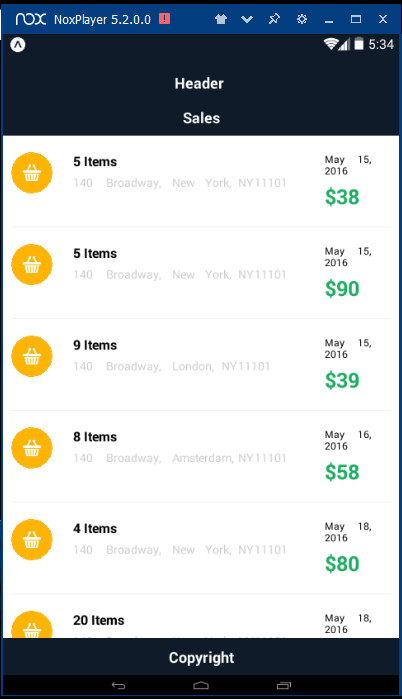 nox NoxPlayer 5.2.0.0
5:34
Header
Sales
5 Items
140 Broadway, New York, NY11101
May 15,
2016
$38
5 Items
140 Broadway, New York, NY11101
May 15,
2016
$90
9 Items
140 Broadway, London, NY11101
May 15,
2016
$39
8 Items
140 Broadway, Amsterdam, NY11101
May 16,
2016
$58
4 Items
140 Broadway, New York, NY11101
May 18,
2016
$80
20 Items
May 18,
2016
Copyright